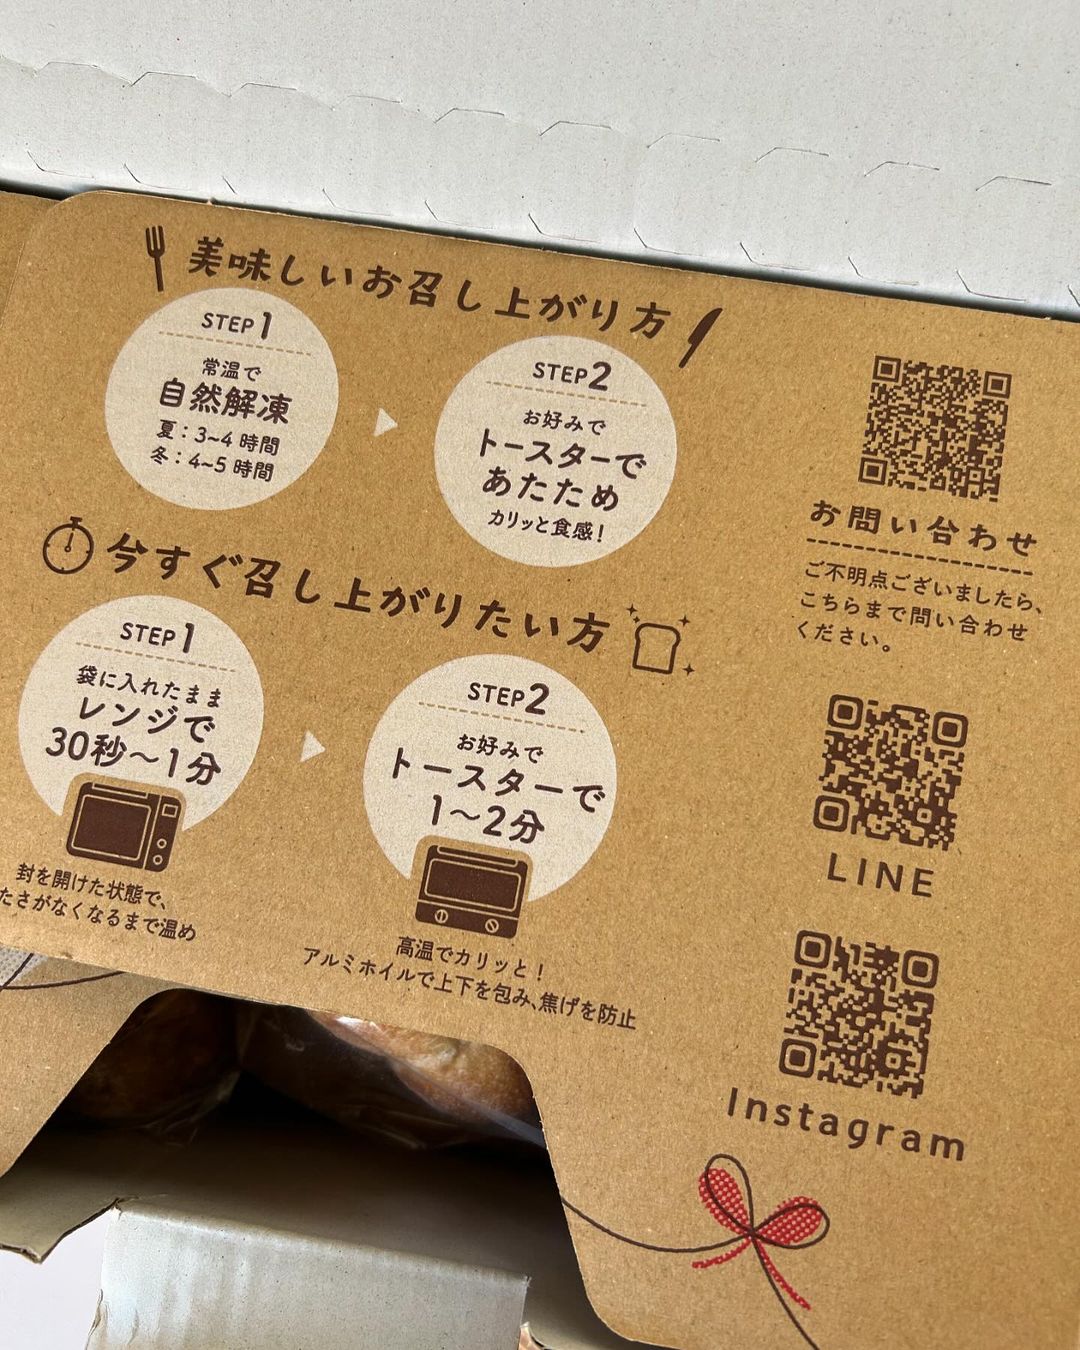 美味しいお召し上がり方
STEP1
常温で
自然解凍
夏：3~4 時間
冬：4~5 時間
STEP2
お好みで
トースターで
あたため
カリッと食感！
今すぐ召し上がりたい方
STEP1
袋に入れたまま
レンジで
30秒～1分
封を開けた状態で、
たさがなくなるまで温め
STEP2
お好みで
トースターで
1～2分
高温でカリッと！
アルミホイルで上下を包み、焦げを防止
お問い合わせ
ご不明点ございましたら、
こちらまで問い合わせ
ください。
LINE
Instagram